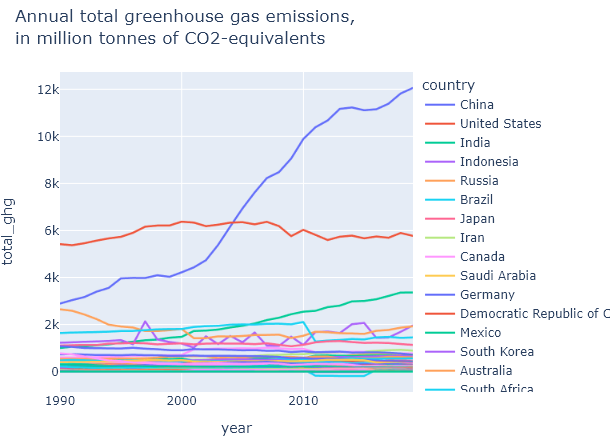 Annual total greenhouse gas emissions,
in million tonnes of CO2-equivalents
country
China
United States
India
Indonesia
Russia
Brazil
Japan
Iran
Canada
Saudi Arabia
Germany
Democratic Republic of
Mexico
South Korea
Australia
South Africa
total_ghg
12k
10k
8k
6k
4k
2k
0
1990
2000
2010
year